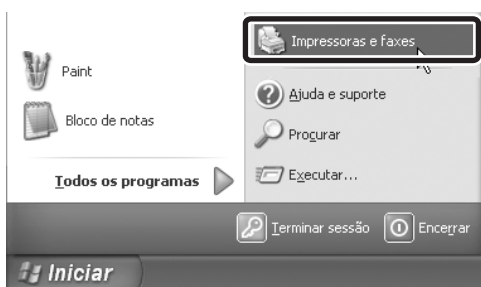 Impressoras e faxes
Paint
Ajuda e suporte
Bloco de notas
Procurar
Todos os programas
Executar...
Terminar sessão
Encerrar
Iniciar